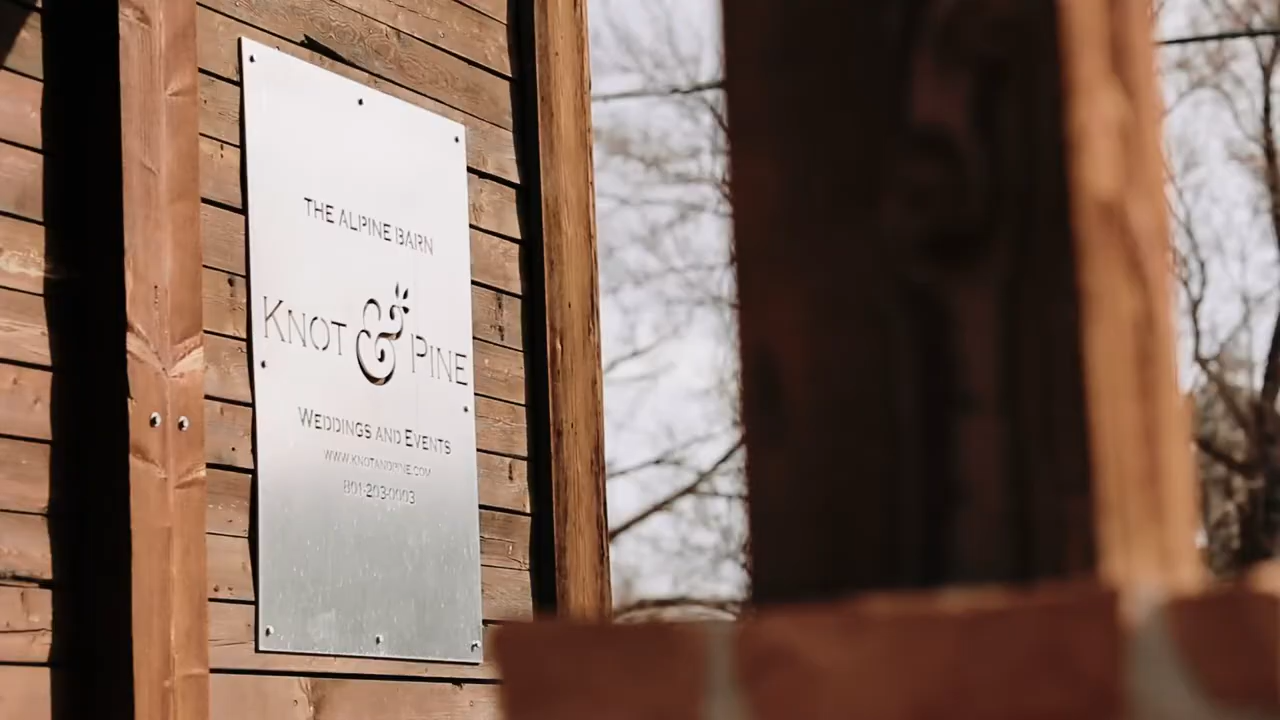 THE ALPINE BARN
KNOT & PINE
WEDDINGS AND EVENTS
WWW.KNOTANDPINE.COM
801-203-0003